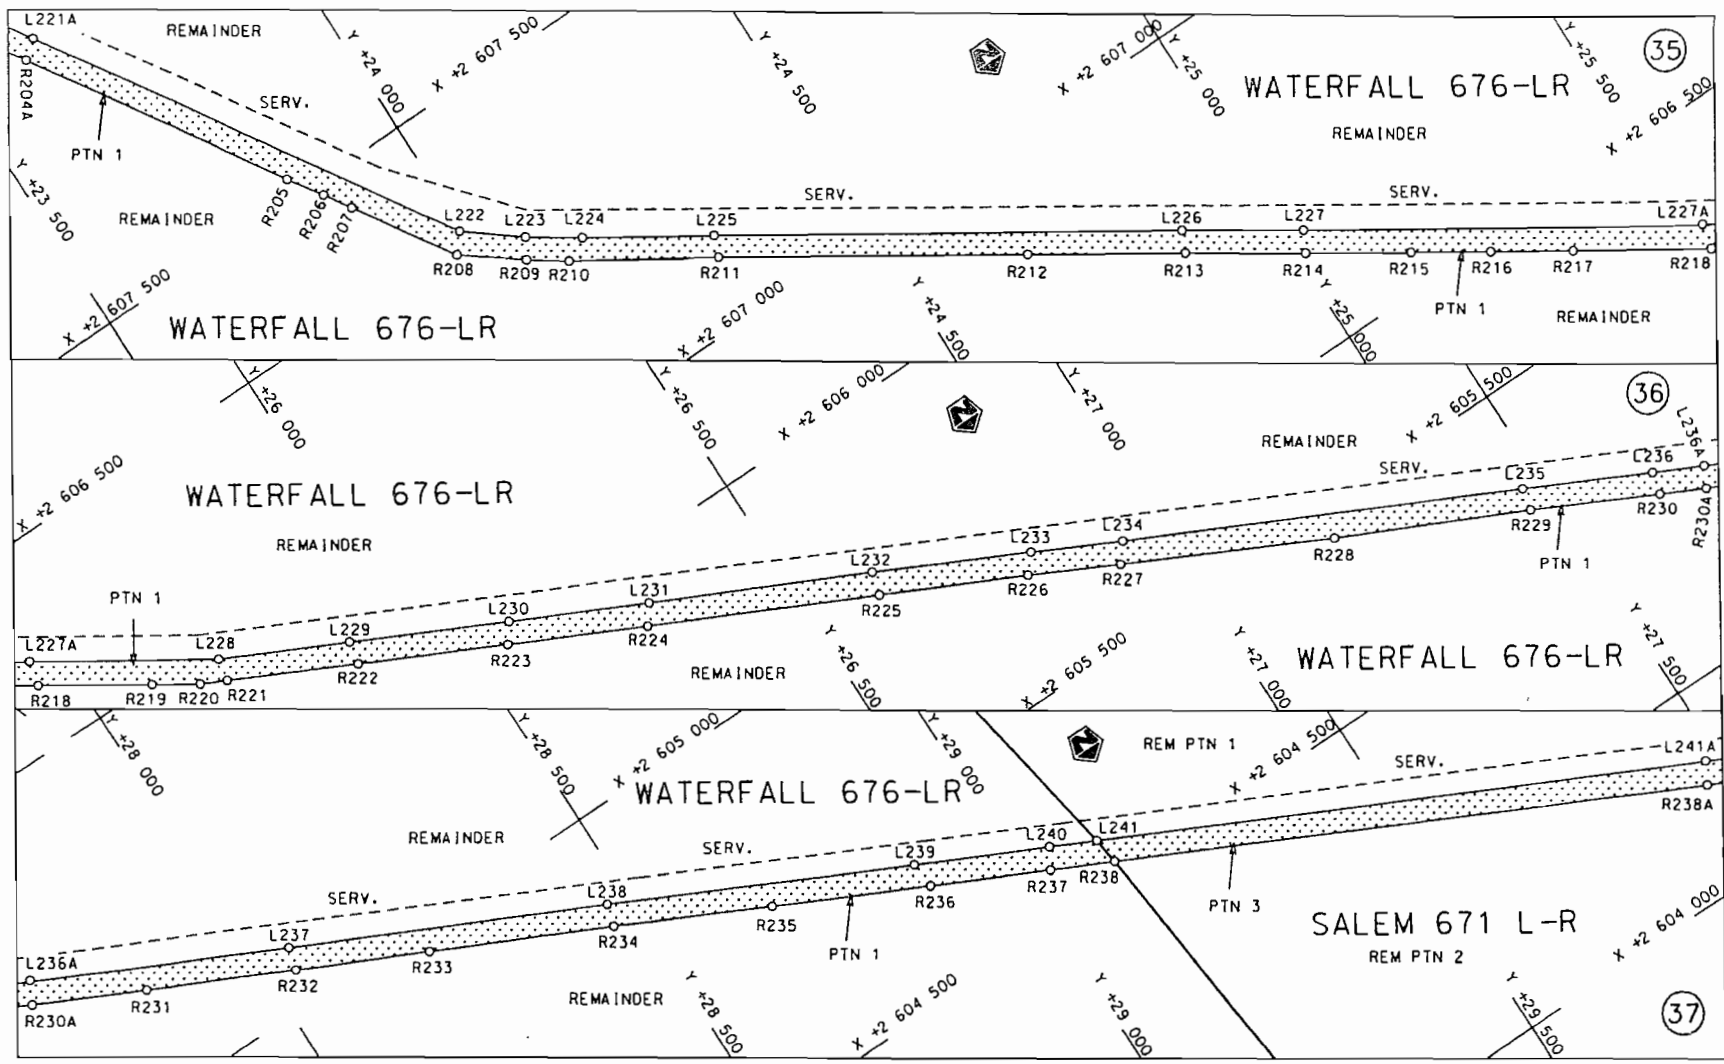 L221A
REMAINDER
Y +24 000
X +2 607 500
Y +24 500
X +2 607 000
Y +25 000
Y +25 500
35
WATERFALL 676-LR
REMAINDER
X +2 606 500
R204A
SERV.
PTN 1
Y +23 500
REMAINDER
R205
R206
R207
SERV.
SERV.
L222
L223
L224
L225
L226
L227
L227A
R208
R209
R210
R211
R212
R213
R214
R215
R216
R217
R218
X +2 607 500
WATERFALL 676-LR
X +2 607 000
Y +24 500
Y +25 000
PTN 1
REMAINDER
Y +26 000
Y +26 500
X +2 606 000
Y +27 000
X +2 605 500
36
X +2 606 500
WATERFALL 676-LR
REMAINDER
REMAINDER
SERV.
L235
L236
L236A
R229
R230
R230A
PTN 1
L232
L233
L234
R228
PTN 1
L230
L231
R225
R226
R227
L227A
L228
L229
R224
R223
R222
R218
R219
R220
R221
REMAINDER
Y +26 500
X +2 605 500
Y +27 000
WATERFALL 676-LR
Y +27 500
Y +28 000
Y +28 500
X +2 605 000
Y +29 000
REM PTN 1
X +2 604 500
SERV.
L241A
R238A
WATERFALL 676-LR
REMAINDER
SERV.
L239
L240
L241
R238
R237
R236
PTN 3
SERV.
L238
R235
R234
PTN 1
SALEM 671 L-R
REM PTN 2
X +2 604 000
L236A
L237
R233
R232
R231
R230A
REMAINDER
Y +28 500
X +2 604 500
Y +29 000
Y +29 500
37